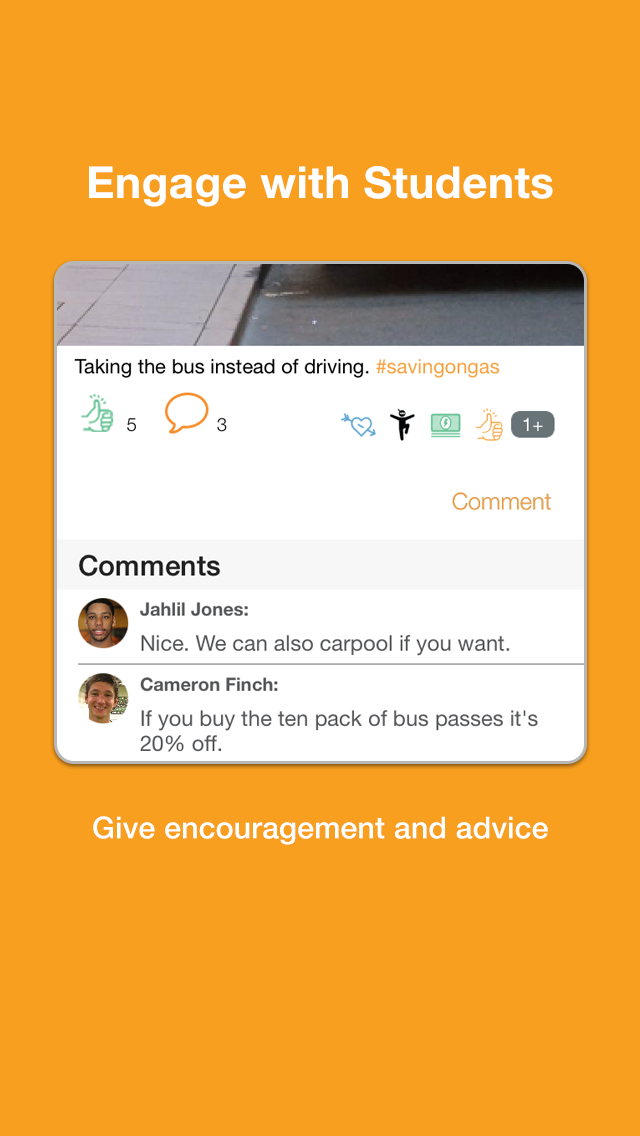 Engage with Students
Taking the bus instead of driving. #savingongas
5 3 1+
Comment
Comments
Jahlil Jones:
Nice. We can also carpool if you want.
Cameron Finch:
If you buy the ten pack of bus passes it's
20% off.
Give encouragement and advice